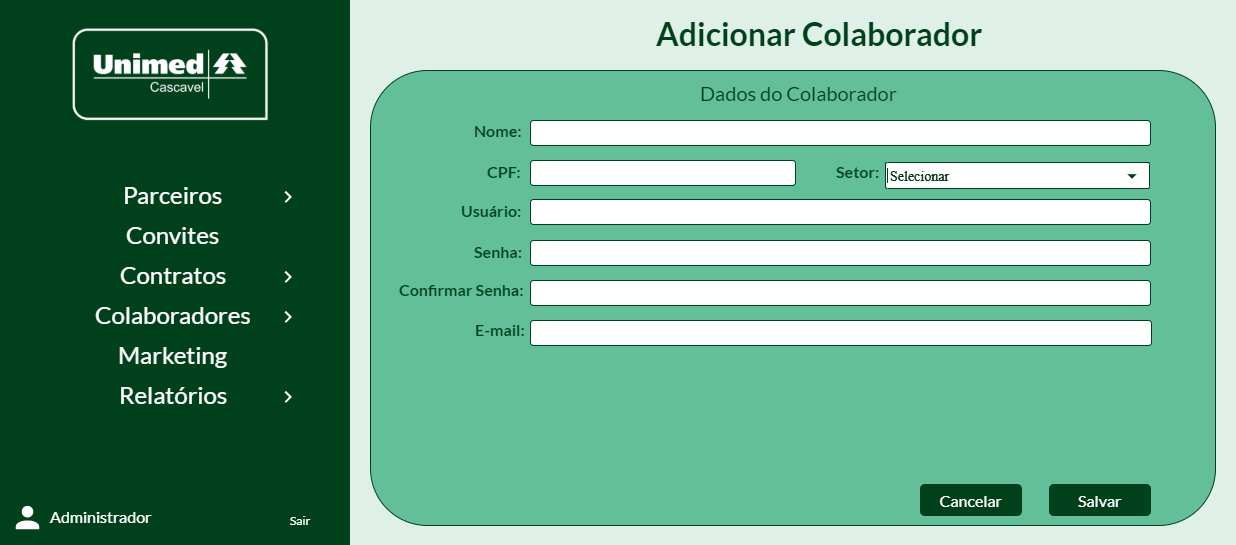 Unimed
Cascavel
Parceiros
Convites
Contratos
Colaboradores
Marketing
Relatórios
Administrador
Sair
Adicionar Colaborador
Dados do Colaborador
Nome:
CPF:
Setor: Selecionar
Usuário:
Senha:
Confirmar Senha:
E-mail:
Cancelar
Salvar